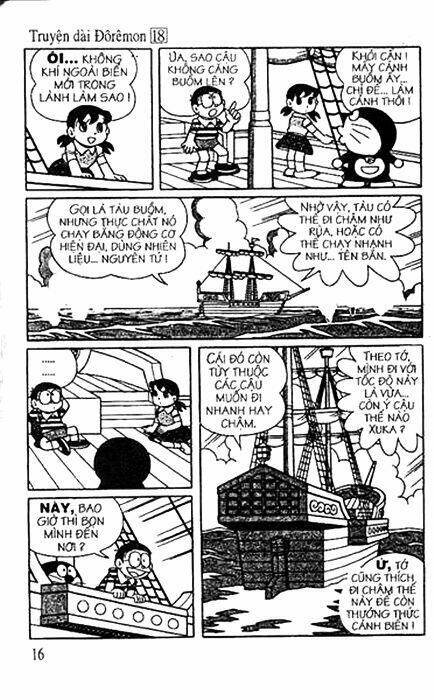 Truyện dài Đôrêmon 18
ÔI... KHÔNG
KHÍ NGOÀI BIỂN
MỚI TRONG
LÀNH LÀM SAO !
ỦA, SAO CẬU
KHÔNG CĂNG
BUỒM LÊN ?
KHỎI CẦN !
MẤY CÁNH
BUỒM ẤY...
CHỈ ĐỂ... LÀM
CẢNH THÔI !
GỌI LÀ TÀU BUỒM,
NHƯNG THỰC CHẤT NÓ
CHẠY BẰNG ĐỘNG CƠ
HIỆN ĐẠI, DÙNG NHIÊN
LIỆU... NGUYÊN TỬ !
NHỜ VẬY, TÀU CÓ
THỂ ĐI CHẬM NHƯ
RÙA, HOẶC CÓ
THỂ CHẠY NHANH
NHƯ... TÊN BẮN.
.....
.....
CÁI ĐÓ CÒN
TÙY THUỘC
CÁC CẬU
MUỐN ĐI
NHANH HAY
CHẬM.
THEO TỚ,
MÌNH ĐI VỚI
TỐC ĐỘ NÀY
LÀ VỪA...
CÒN Ý CẬU
THẾ NÀO
XUKA ?
NÀY, BAO
GIỜ THÌ BỌN
MÌNH ĐẾN
NƠI ?
Ừ, TỚ
CŨNG THÍCH
ĐI CHẬM THẾ
NÀY ĐỂ CÒN
THƯỞNG THỨC
CẢNH BIỂN !
16